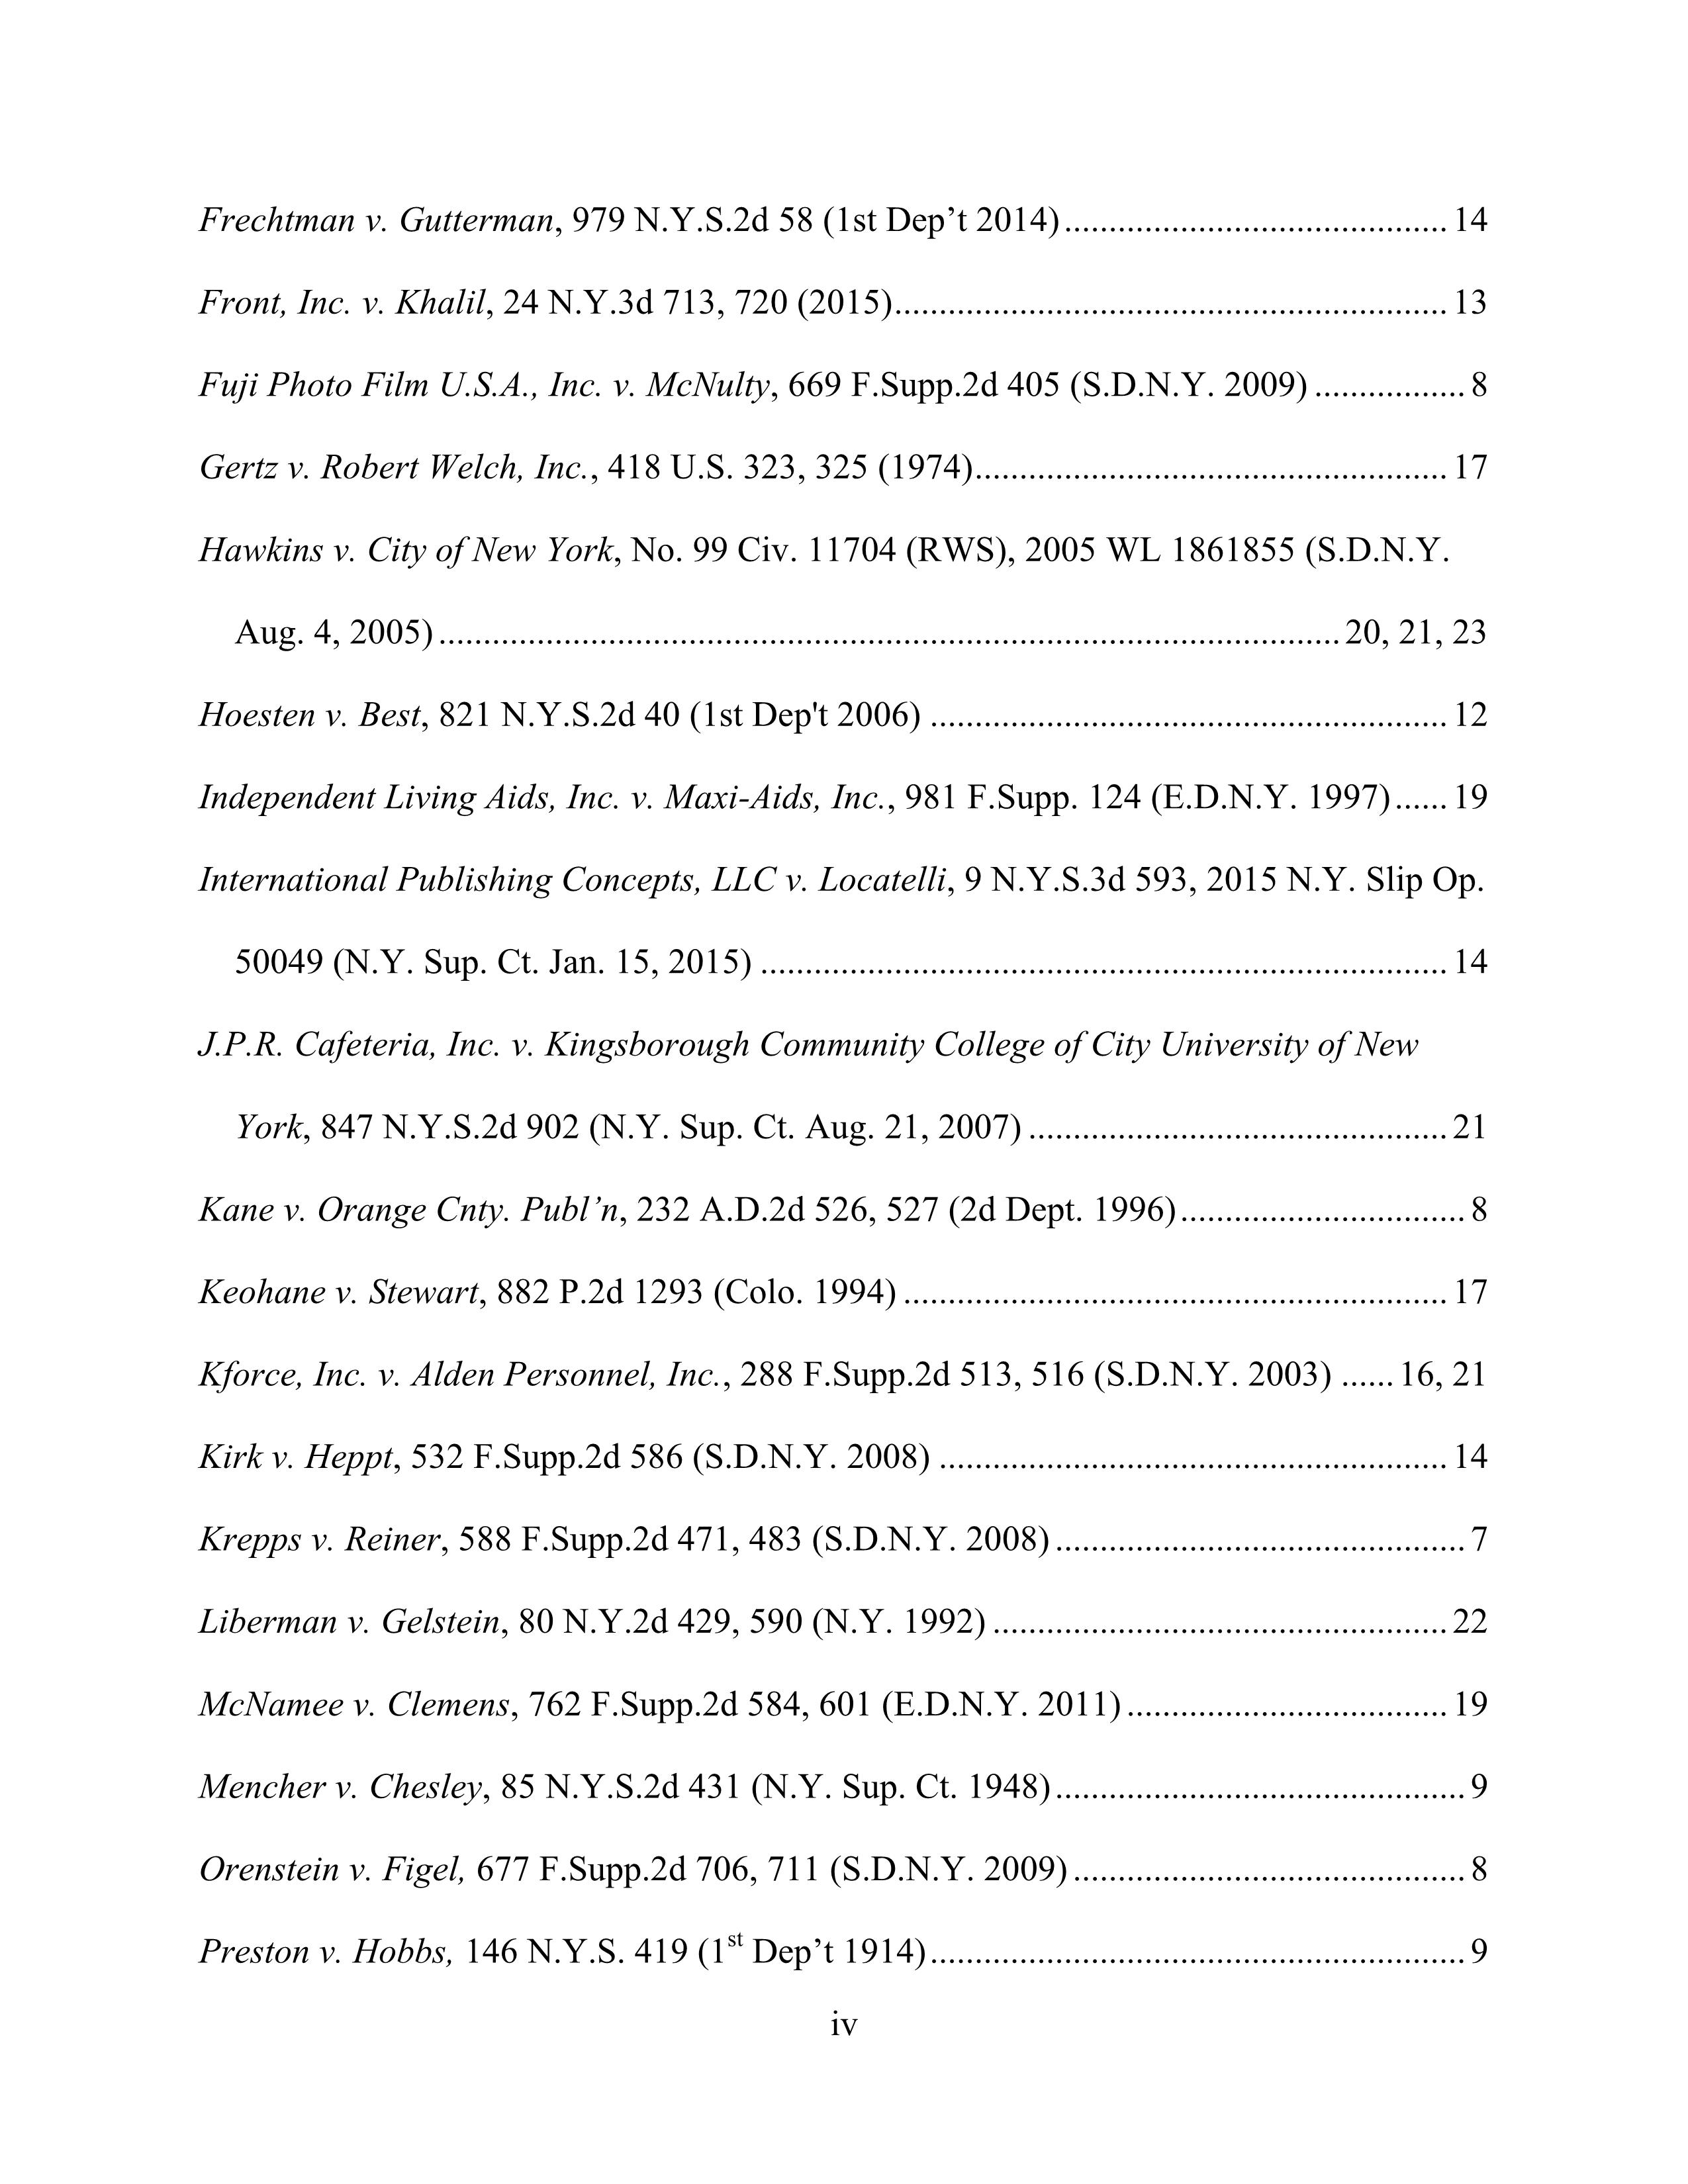 Frechtman v. Gutterman, 979 N.Y.S.2d 58 (1st Dep’t 2014)........................................... 14
Front, Inc. v. Khalil, 24 N.Y.3d 713, 720 (2015).............................................................. 13
Fuji Photo Film U.S.A., Inc. v. McNulty, 669 F.Supp.2d 405 (S.D.N.Y. 2009) ................. 8
Gertz v. Robert Welch, Inc., 418 U.S. 323, 325 (1974)..................................................... 17
Hawkins v. City of New York, No. 99 Civ. 11704 (RWS), 2005 WL 1861855 (S.D.N.Y.
Aug. 4, 2005)..................................................................................................... 20, 21, 23
Hoesten v. Best, 821 N.Y.S.2d 40 (1st Dep't 2006) .......................................................... 12
Independent Living Aids, Inc. v. Maxi-Aids, Inc., 981 F.Supp. 124 (E.D.N.Y. 1997)...... 19
International Publishing Concepts, LLC v. Locatelli, 9 N.Y.S.3d 593, 2015 N.Y. Slip Op.
50049 (N.Y. Sup. Ct. Jan. 15, 2015) ............................................................................. 14
J.P.R. Cafeteria, Inc. v. Kingsborough Community College of City University of New
York, 847 N.Y.S.2d 902 (N.Y. Sup. Ct. Aug. 21, 2007)............................................... 21
Kane v. Orange Cnty. Publ’n, 232 A.D.2d 526, 527 (2d Dept. 1996)................................ 8
Keohane v. Stewart, 882 P.2d 1293 (Colo. 1994)............................................................. 17
Kforce, Inc. v. Alden Personnel, Inc., 288 F.Supp.2d 513, 516 (S.D.N.Y. 2003) ...... 16, 21
Kirk v. Heppt, 532 F.Supp.2d 586 (S.D.N.Y. 2008) ......................................................... 14
Krepps v. Reiner, 588 F.Supp.2d 471, 483 (S.D.N.Y. 2008).............................................. 7
Liberman v. Gelstein, 80 N.Y.2d 429, 590 (N.Y. 1992)................................................... 22
McNamee v. Clemens, 762 F.Supp.2d 584, 601 (E.D.N.Y. 2011).................................... 19
Mencher v. Chesley, 85 N.Y.S.2d 431 (N.Y. Sup. Ct. 1948).............................................. 9
Orenstein v. Figel, 677 F.Supp.2d 706, 711 (S.D.N.Y. 2009)............................................ 8
Preston v. Hobbs, 146 N.Y.S. 419 (1st Dep’t 1914)............................................................ 9
iv